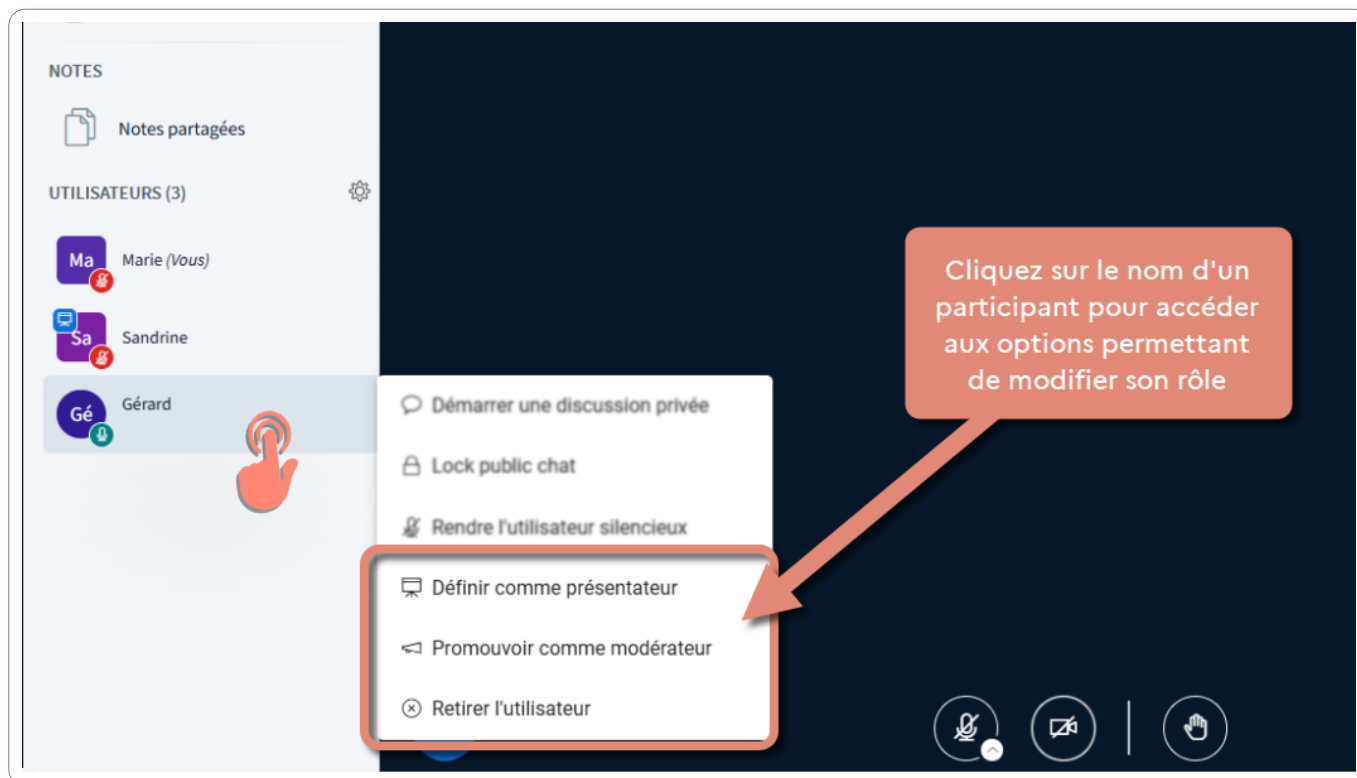 NOTES
Notes partagées
UTILISATEURS (3)
Ma
Marie (Vous)
Sa
Sandrine
Gé
Gérard
Démarrer une discussion privée
Lock public chat
Rendre l'utilisateur silencieux
Définir comme présentateur
Promouvoir comme modérateur
Retirer l'utilisateur
Cliquez sur le nom d'un
participant pour accéder
aux options permettant
de modifier son rôle